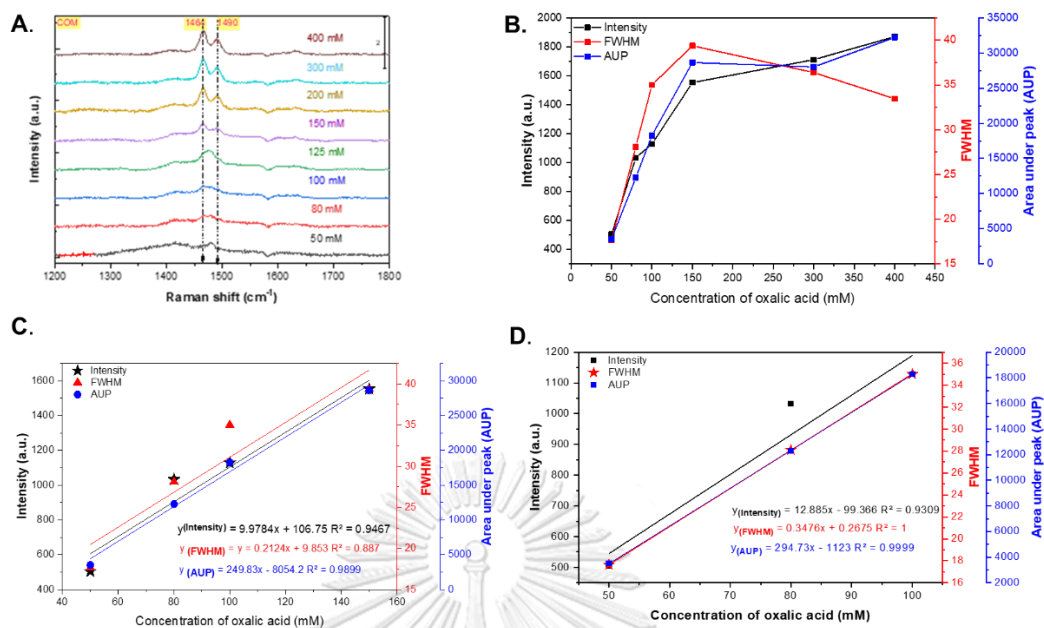 A.
COM
1464
1490
2
400 mM
300 mM
200 mM
150 mM
125 mM
100 mM
80 mM
50 mM
Intensity (a.u.)
1200 1300 1400 1500 1600 1700 1800
Raman shift (cm-1)
B.
Intensity
FWHM
AUP
2000
1800
1600
1400
1200
1000
800
600
400
Intensity (a.u.)
0 50 100 150 200 250 300 350 400 450
Concentration of oxalic acid (mM)
40
35
30
25
20
15
FWHM
35000
30000
25000
20000
15000
10000
5000
0
Area under peak (AUP)
C.
Intensity
FWHM
AUP
1600
1400
1200
1000
800
600
400
Intensity (a.u.)
y(Intensity) = 9.9784x + 106.75 R² = 0.9467
y (FWHM) = y = 0.2124x + 9.853 R² = 0.887
y (AUP) = 249.83x - 8054.2 R² = 0.9899
40 60 80 100 120 140 160
Concentration of oxalic acid (mM)
40
35
30
25
20
15
FWHM
30000
25000
20000
15000
10000
5000
0
Area under peak (AUP)
D.
Intensity
FWHM
AUP
1200
1100
1000
900
800
700
600
500
Intensity (a.u.)
y(Intensity) = 12.885x - 99.366 R² = 0.9309
y(FWHM) = 0.3476x + 0.2675 R² = 1
y(AUP) = 294.73x - 1123 R² = 0.9999
50 60 70 80 90 100
Concentration of oxalic acid (mM)
36
34
32
30
28
26
24
22
20
18
16
FWHM
20000
18000
16000
14000
12000
10000
8000
6000
4000
2000
Area under peak (AUP)